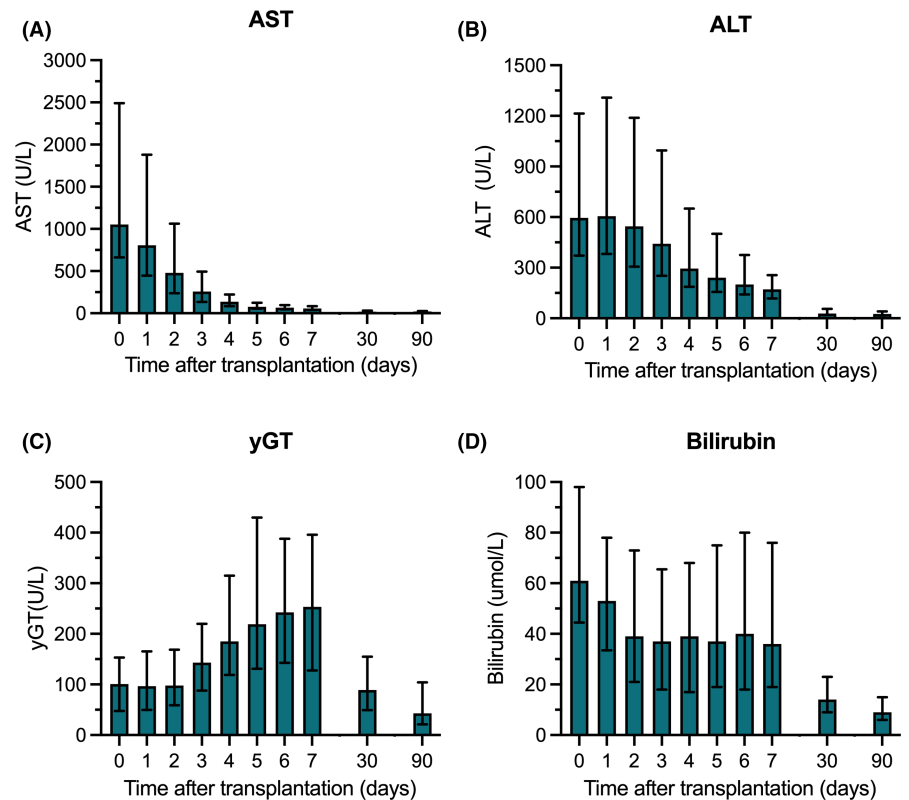 (A)
AST
3000
2500
2000
1500
1000
500
0
AST (U/L)
0 1 2 3 4 5 6 7 30 90
Time after transplantation (days)
(B)
ALT
1500
1200
900
600
300
0
ALT (U/L)
0 1 2 3 4 5 6 7 30 90
Time after transplantation (days)
(C)
yGT
500
400
300
200
100
0
yGT(U/L)
0 1 2 3 4 5 6 7 30 90
Time after transplantation (days)
(D)
Bilirubin
100
80
60
40
20
0
Bilirubin (umol/L)
0 1 2 3 4 5 6 7 30 90
Time after transplantation (days)